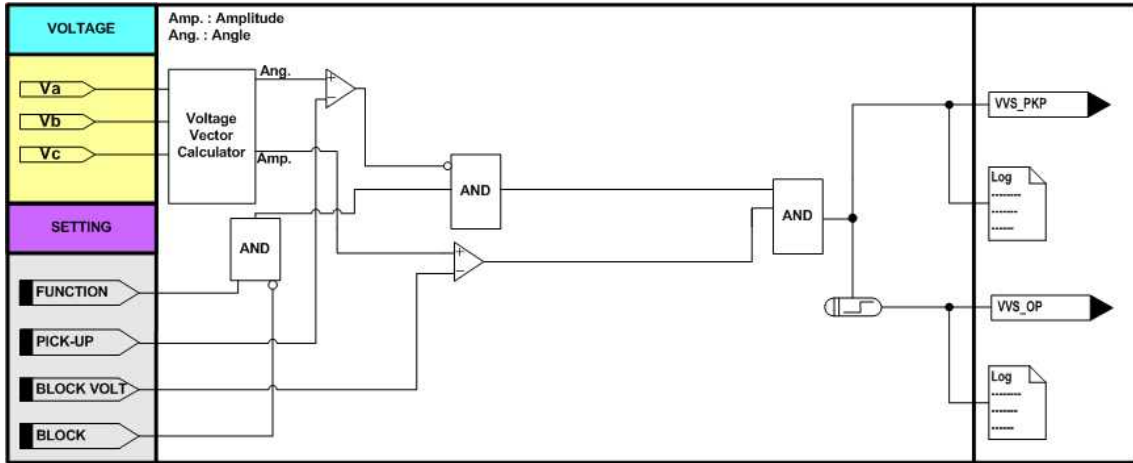 VOLTAGE
Amp. : Amplitude
Ang. : Angle
Va
Vb
Vc
Voltage
Vector
Calculator
Ang.
Amp.
AND
AND
AND
SETTING
FUNCTION
PICK-UP
BLOCK VOLT
BLOCK
AND
VVS_PKP
Log
VVS_OP
Log